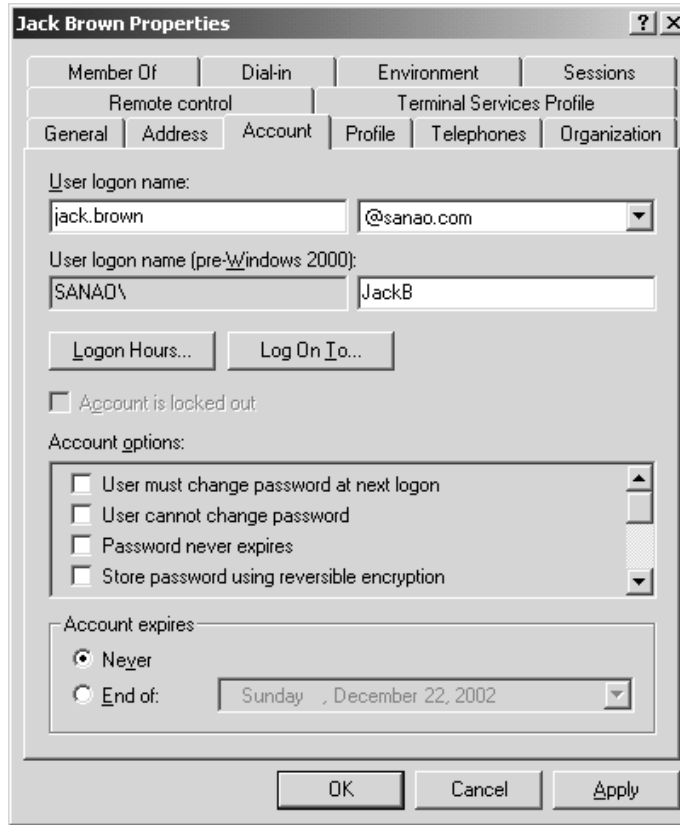 Jack Brown Properties
Member Of Dial-in Environment Sessions
Remote control Terminal Services Profile
General Address Account Profile Telephones Organization
User logon name:
jack.brown @sanao.com
User logon name (pre-Windows 2000):
SANAO\ JackB
Logon Hours... Log On To...
Account is locked out
Account options:
User must change password at next logon
User cannot change password
Password never expires
Store password using reversible encryption
Account expires
Never
End of: Sunday , December 22, 2002
OK Cancel Apply